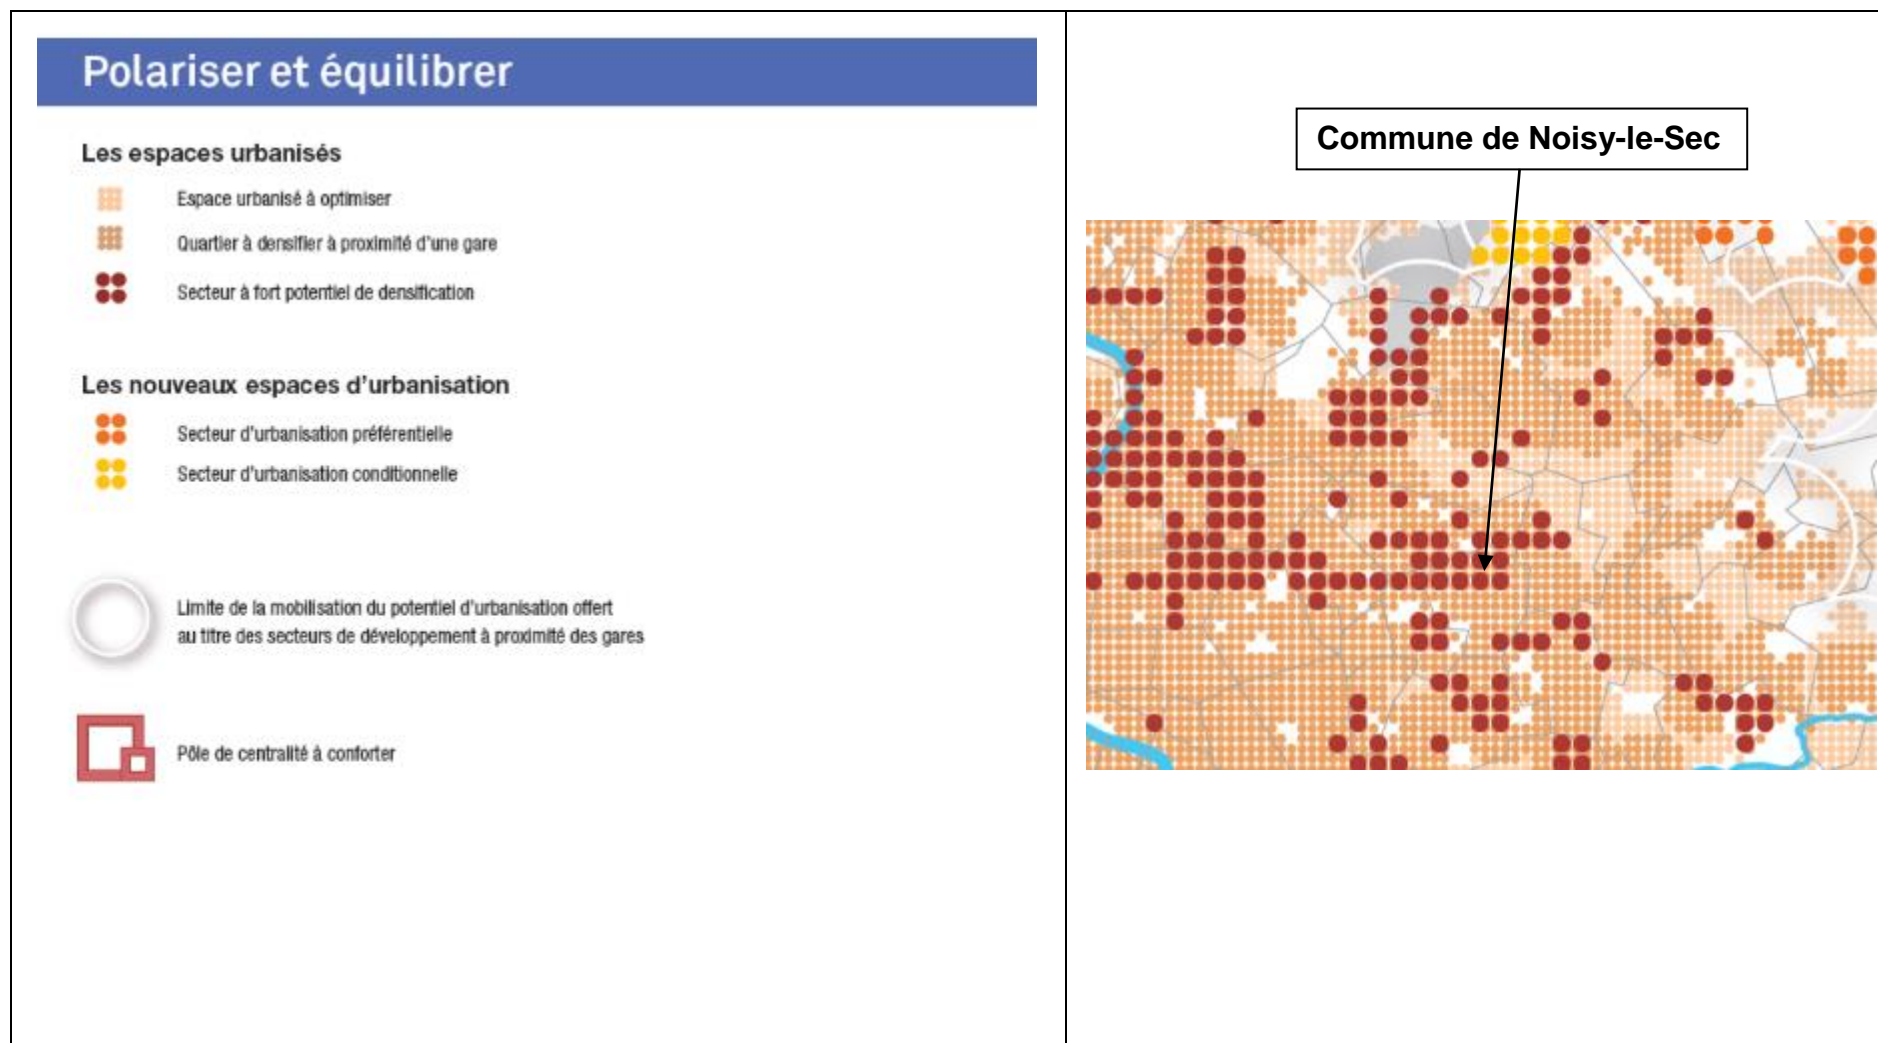 Polariser et équilibrer
Les espaces urbanisés
Espace urbanisé à optimiser
Quartier à densifier à proximité d'une gare
Secteur à fort potentiel de densification
Les nouveaux espaces d'urbanisation
Secteur d'urbanisation préférentielle
Secteur d'urbanisation conditionnelle
Limite de la mobilisation du potentiel d'urbanisation offert
au titre des secteurs de développement à proximité des gares
Pôle de centralité à conforter
Commune de Noisy-le-Sec